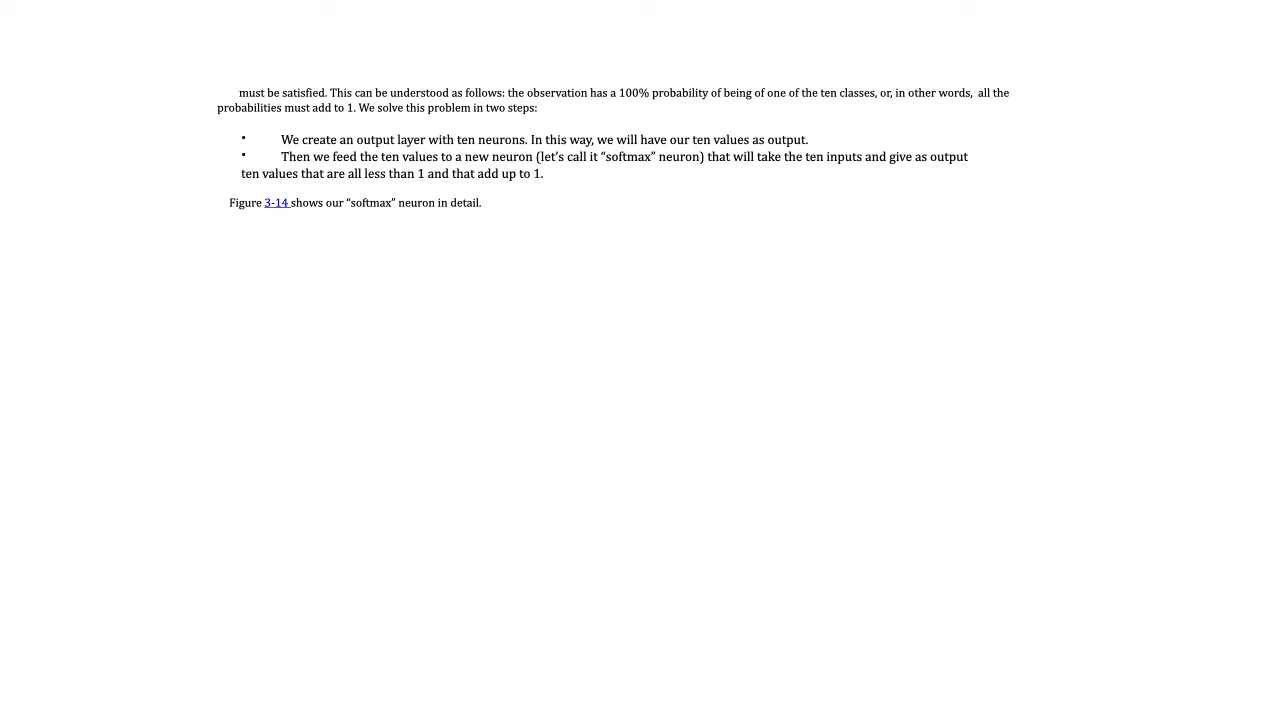 must be satisfied. This can be understood as follows: the observation has a 100% probability of being of one of the ten classes, or, in other words, all the
probabilities must add to 1. We solve this problem in two steps:
• We create an output layer with ten neurons. In this way, we will have our ten values as output.
• Then we feed the ten values to a new neuron (let’s call it “softmax” neuron) that will take the ten inputs and give as output
ten values that are all less than 1 and that add up to 1.
Figure 3-14 shows our “softmax” neuron in detail.